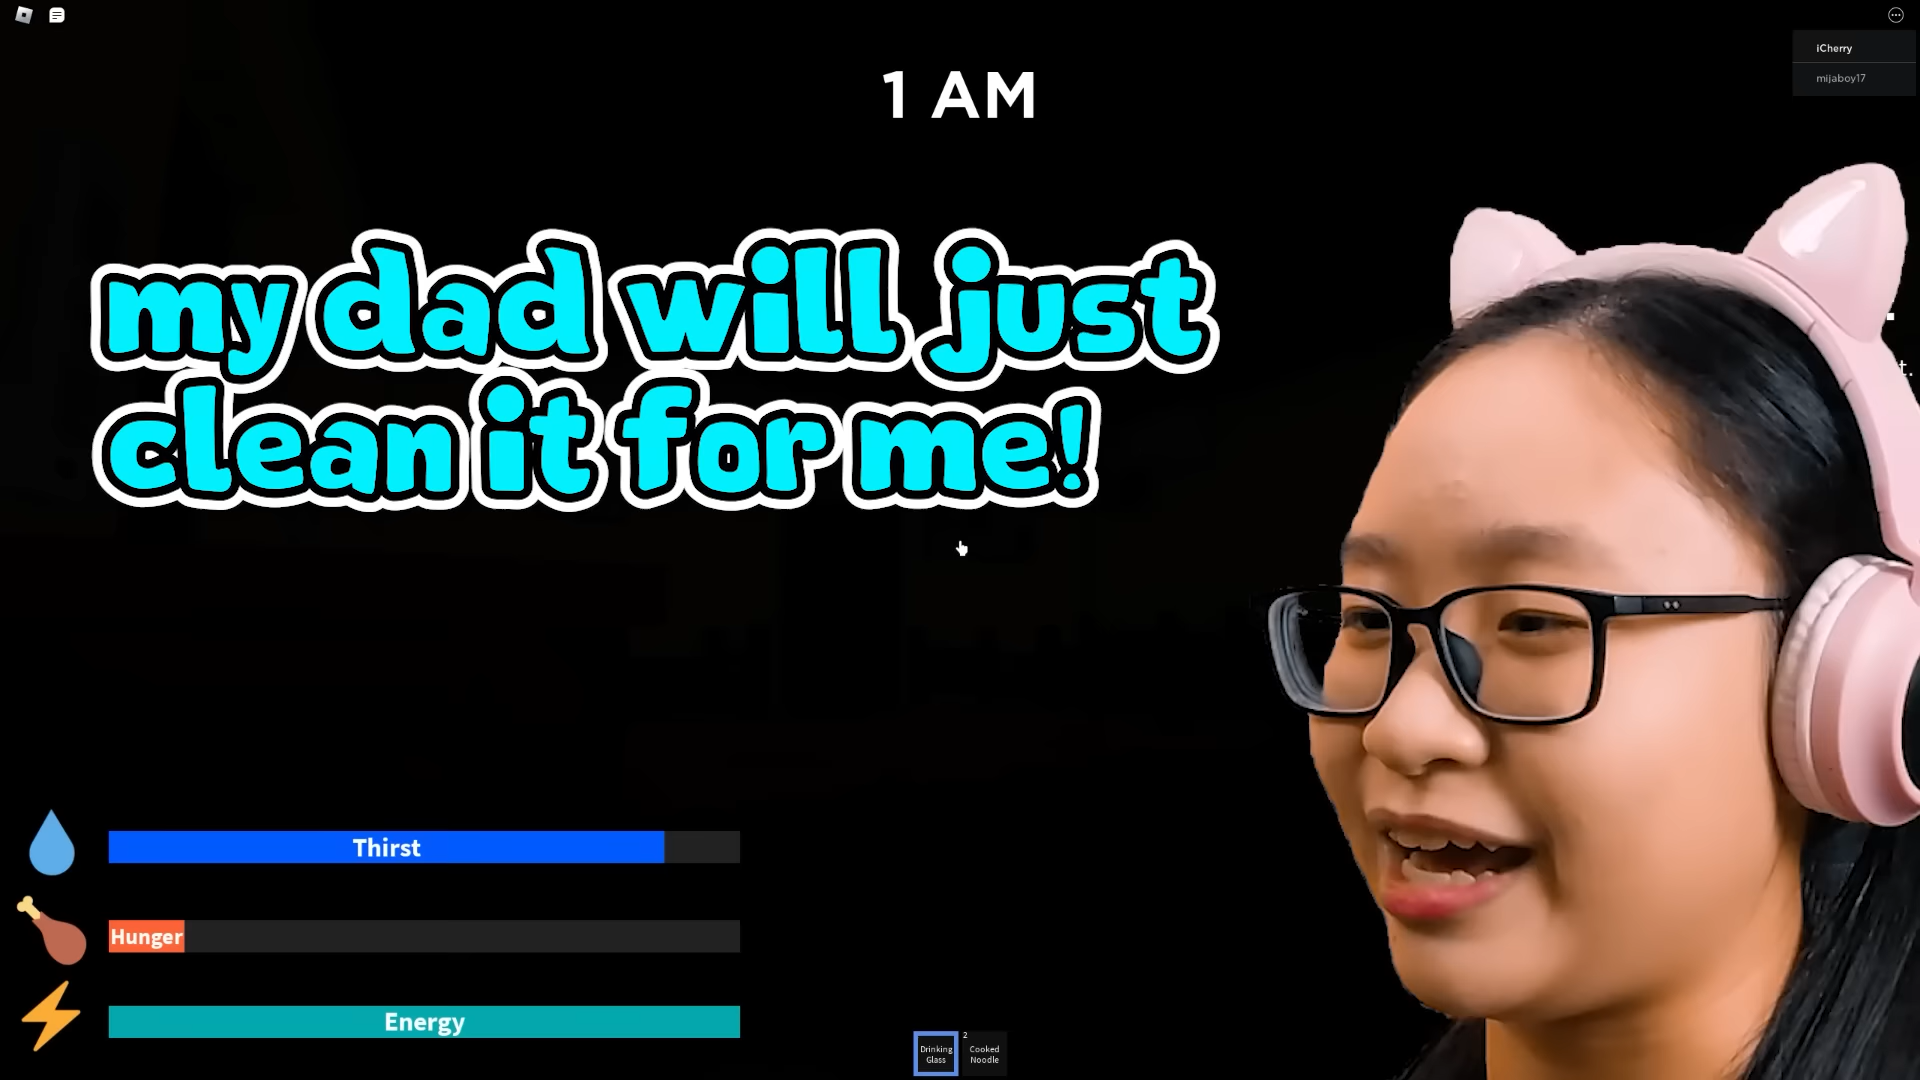 iCherry
mijaboy17
1 AM
my dad will just
clean it for me!
t.
Thirst
Hunger
Energy
Drinking
Glass
2
Cooked
Noodle